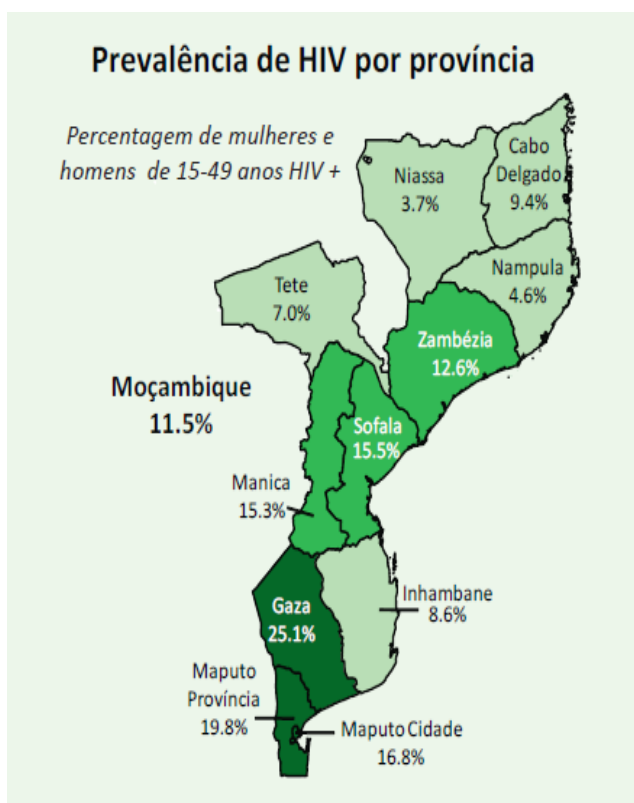 Prevalência de HIV por província
Percentagem de mulheres e
homens de 15-49 anos HIV +
Cabo
Delgado
9.4%
Niassa
3.7%
Nampula
4.6%
Tete
7.0%
Zambézia
12.6%
Moçambique
11.5%
Sofala
15.5%
Manica
15.3%
Inhambane
8.6%
Gaza
25.1%
Maputo
Província
19.8%
Maputo Cidade
16.8%